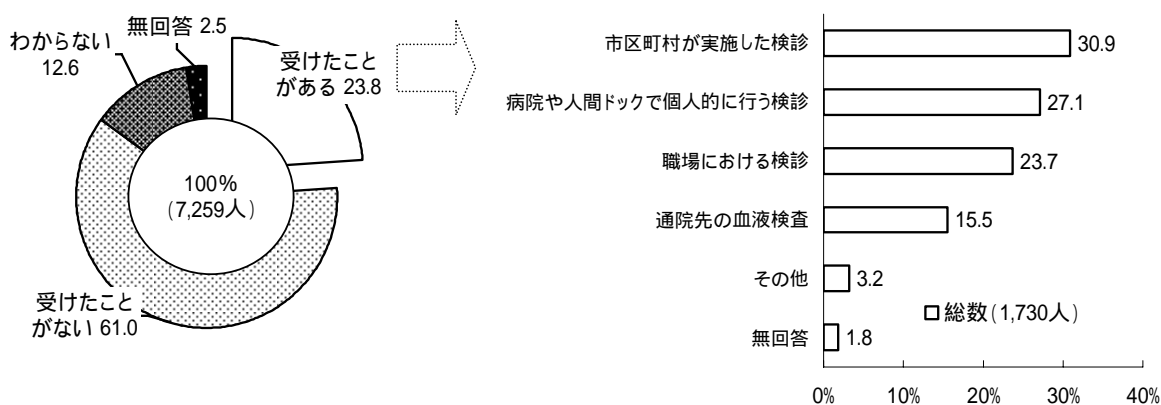 無回答 2.5
わからない
12.6
受けたこと
がある 23.8
100%
(7,259人)
受けたこと
がない 61.0
市区町村が実施した検診
30.9
病院や人間ドックで個人的に行う検診
27.1
職場における検診
23.7
通院先の血液検査
15.5
その他
3.2
総数(1,730人)
無回答
1.8
0% 10% 20% 30% 40%